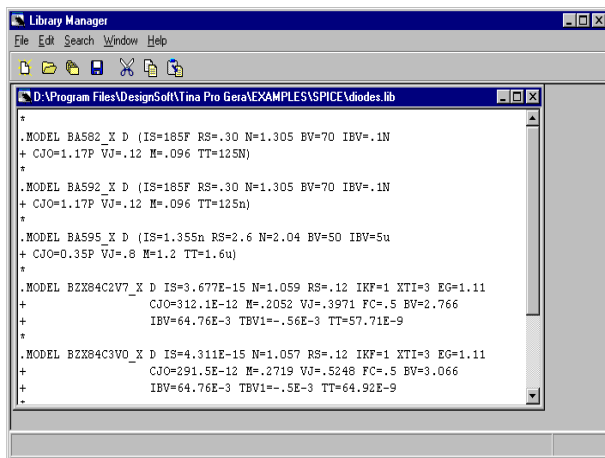 Library Manager
File Edit Search Window Help
D:\Program Files\DesignSoft\Tina Pro Gera\EXAMPLES\SPICE\diodes.lib
*
.MODEL BA582_X D (IS=185F RS=.30 N=1.305 BV=70 IBV=.1N
+ CJO=1.17P VJ=.12 M=.096 TT=125N)
*
.MODEL BA592_X D (IS=185F RS=.30 N=1.305 BV=70 IBV=.1N
+ CJO=1.17P VJ=.12 M=.096 TT=125n)
*
.MODEL BA595_X D (IS=1.355n RS=2.6 N=2.04 BV=50 IBV=5u
+ CJO=0.35P VJ=.8 M=1.2 TT=1.6u)
*
.MODEL BZX84C2V7_X D IS=3.677E-15 N=1.059 RS=.12 IKF=1 XTI=3 EG=1.11
+ CJO=312.1E-12 M=.2052 VJ=.3971 FC=.5 BV=2.766
+ IBV=64.76E-3 TBV1=-.56E-3 TT=57.71E-9
*
.MODEL BZX84C3V0_X D IS=4.311E-15 N=1.057 RS=.12 IKF=1 XTI=3 EG=1.11
+ CJO=291.5E-12 M=.2719 VJ=.5248 FC=.5 BV=3.066
+ IBV=64.76E-3 TBV1=-.5E-3 TT=64.92E-9
*